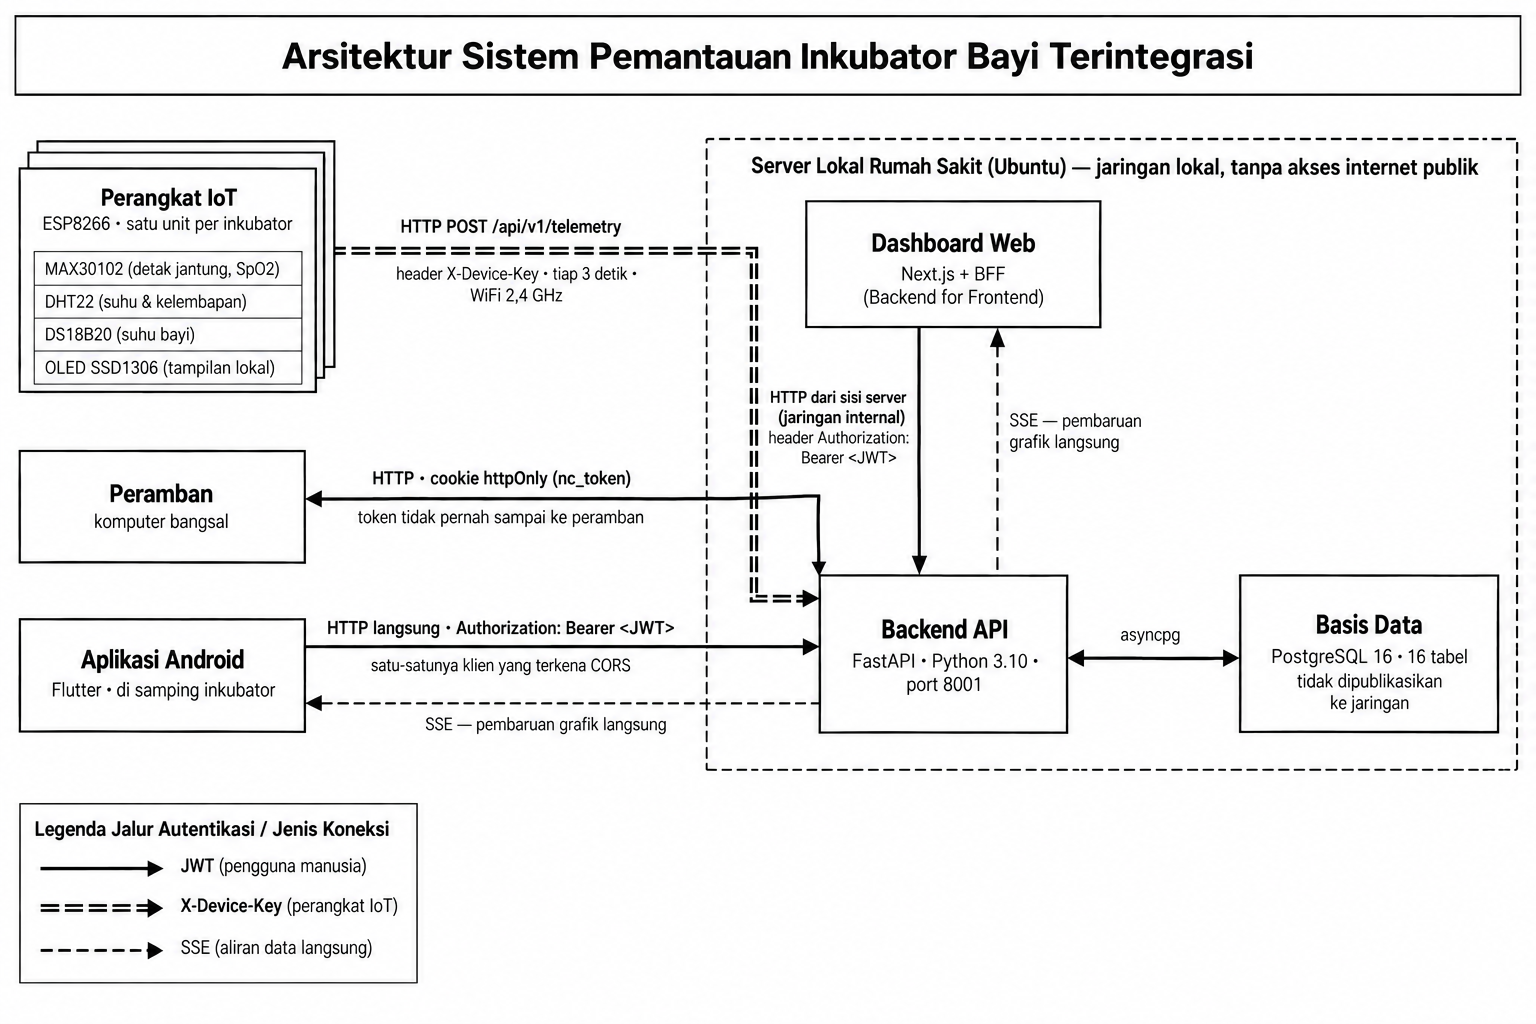 Arsitektur Sistem Pemantauan Inkubator Bayi Terintegrasi
Perangkat IoT
ESP8266 • satu unit per inkubator
MAX30102 (detak jantung, SpO2)
DHT22 (suhu & kelembapan)
DS18B20 (suhu bayi)
OLED SSD1306 (tampilan lokal)
HTTP POST /api/v1/telemetry
header X-Device-Key • tiap 3 detik •
WiFi 2,4 GHz
Server Lokal Rumah Sakit (Ubuntu) — jaringan lokal, tanpa akses internet publik
Dashboard Web
Next.js + BFF
(Backend for Frontend)
HTTP dari sisi server
(jaringan internal)
header Authorization:
Bearer <JWT>
SSE — pembaruan
grafik langsung
Peramban
komputer bangsal
HTTP • cookie httpOnly (nc_token)
token tidak pernah sampai ke peramban
Aplikasi Android
Flutter • di samping inkubator
HTTP langsung • Authorization: Bearer <JWT>
satu-satunya klien yang terkena CORS
SSE — pembaruan grafik langsung
Backend API
FastAPI • Python 3.10 •
port 8001
asyncpg
Basis Data
PostgreSQL 16 • 16 tabel
tidak dipublikasikan
ke jaringan
Legenda Jalur Autentikasi / Jenis Koneksi
JWT (pengguna manusia)
X-Device-Key (perangkat IoT)
SSE (aliran data langsung)